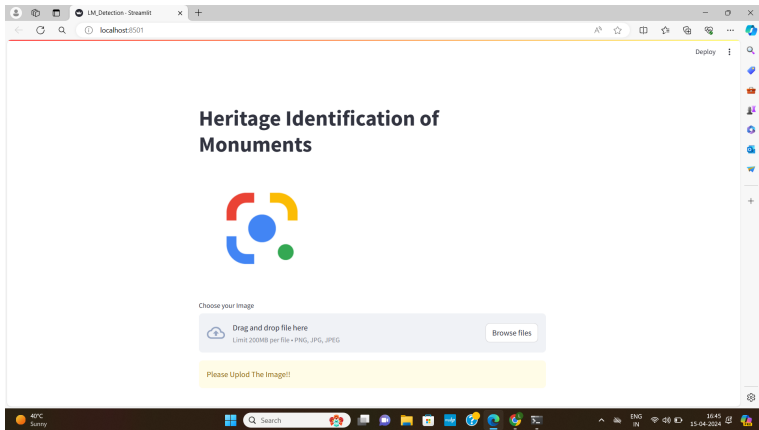 LM_Detection - Streamlit
localhost:8501
Deploy
Heritage Identification of
Monuments
Choose your Image
Drag and drop file here
Limit 200MB per file • PNG, JPG, JPEG
Browse files
Please Uplod The Image!!
40°C
Sunny
Search
ENG
IN
16:45
15-04-2024